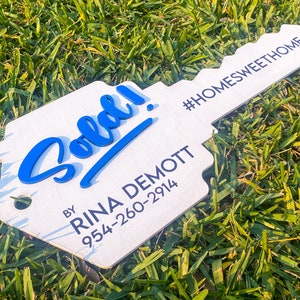 Sold!
BY
RINA DEMOTT
954-260-2914
#HOMESWEETHOME